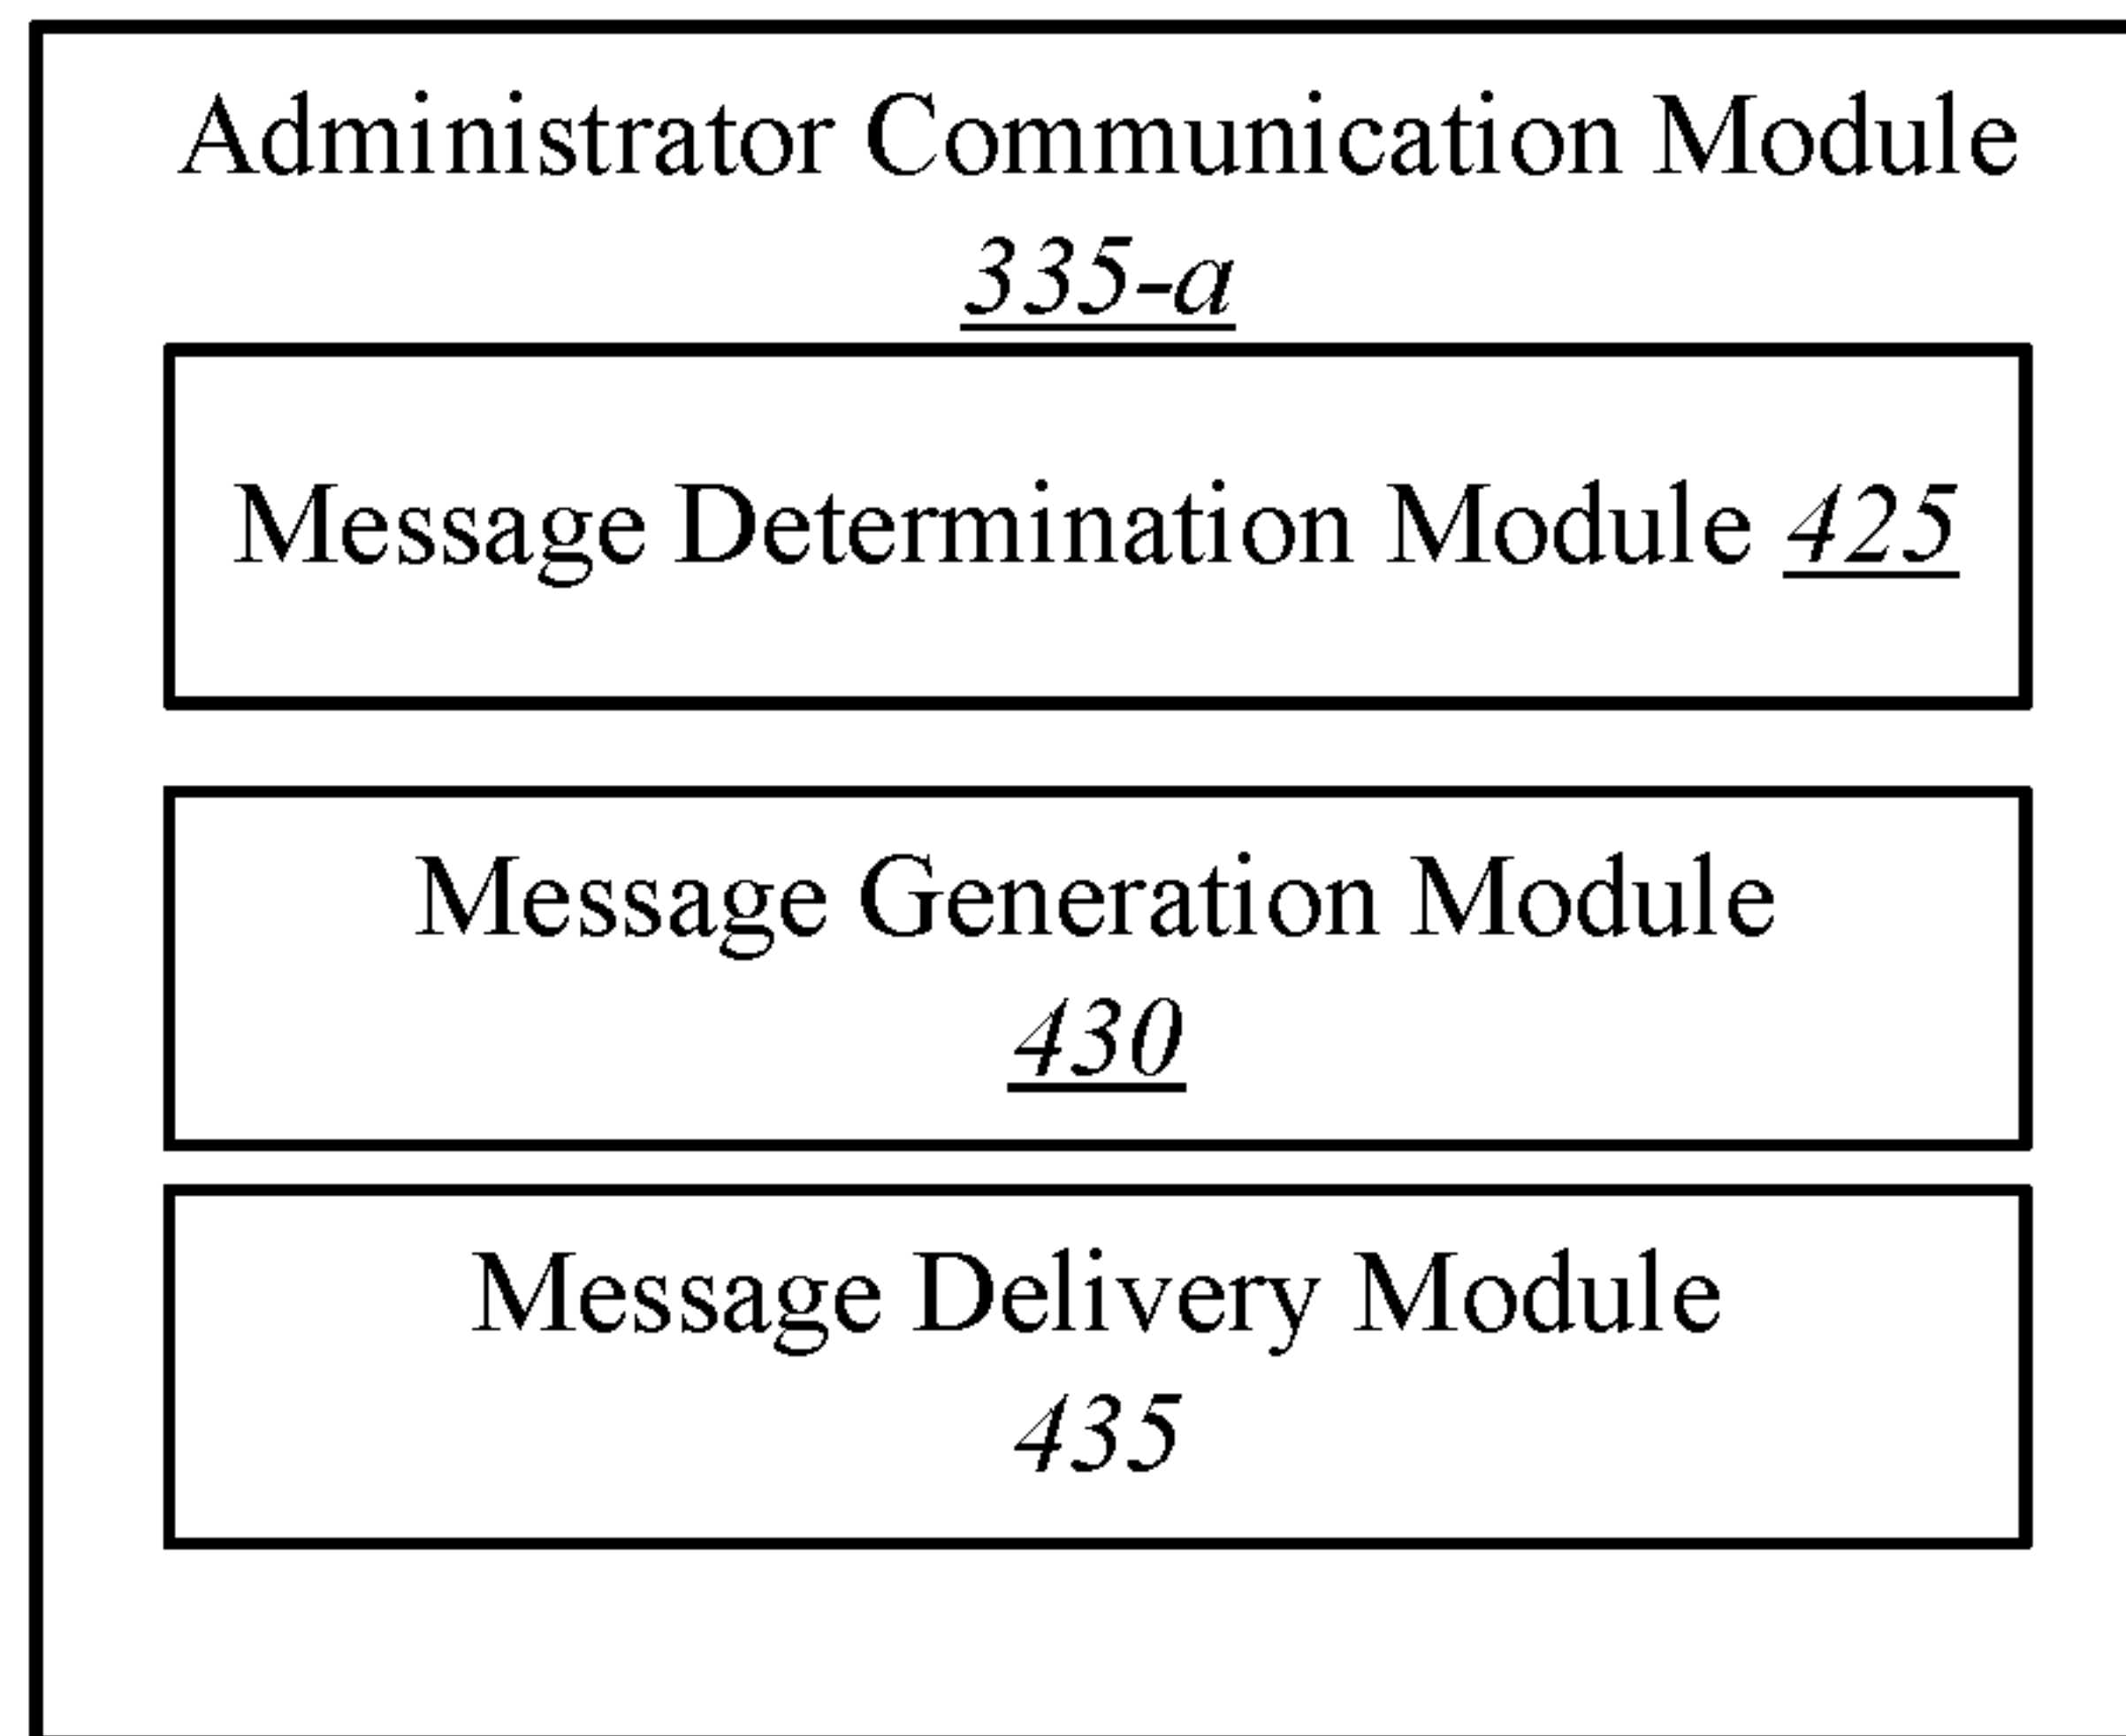 Administrator Communication Module
335-a
Message Determination Module 425
Message Generation Module
430
Message Delivery Module
435